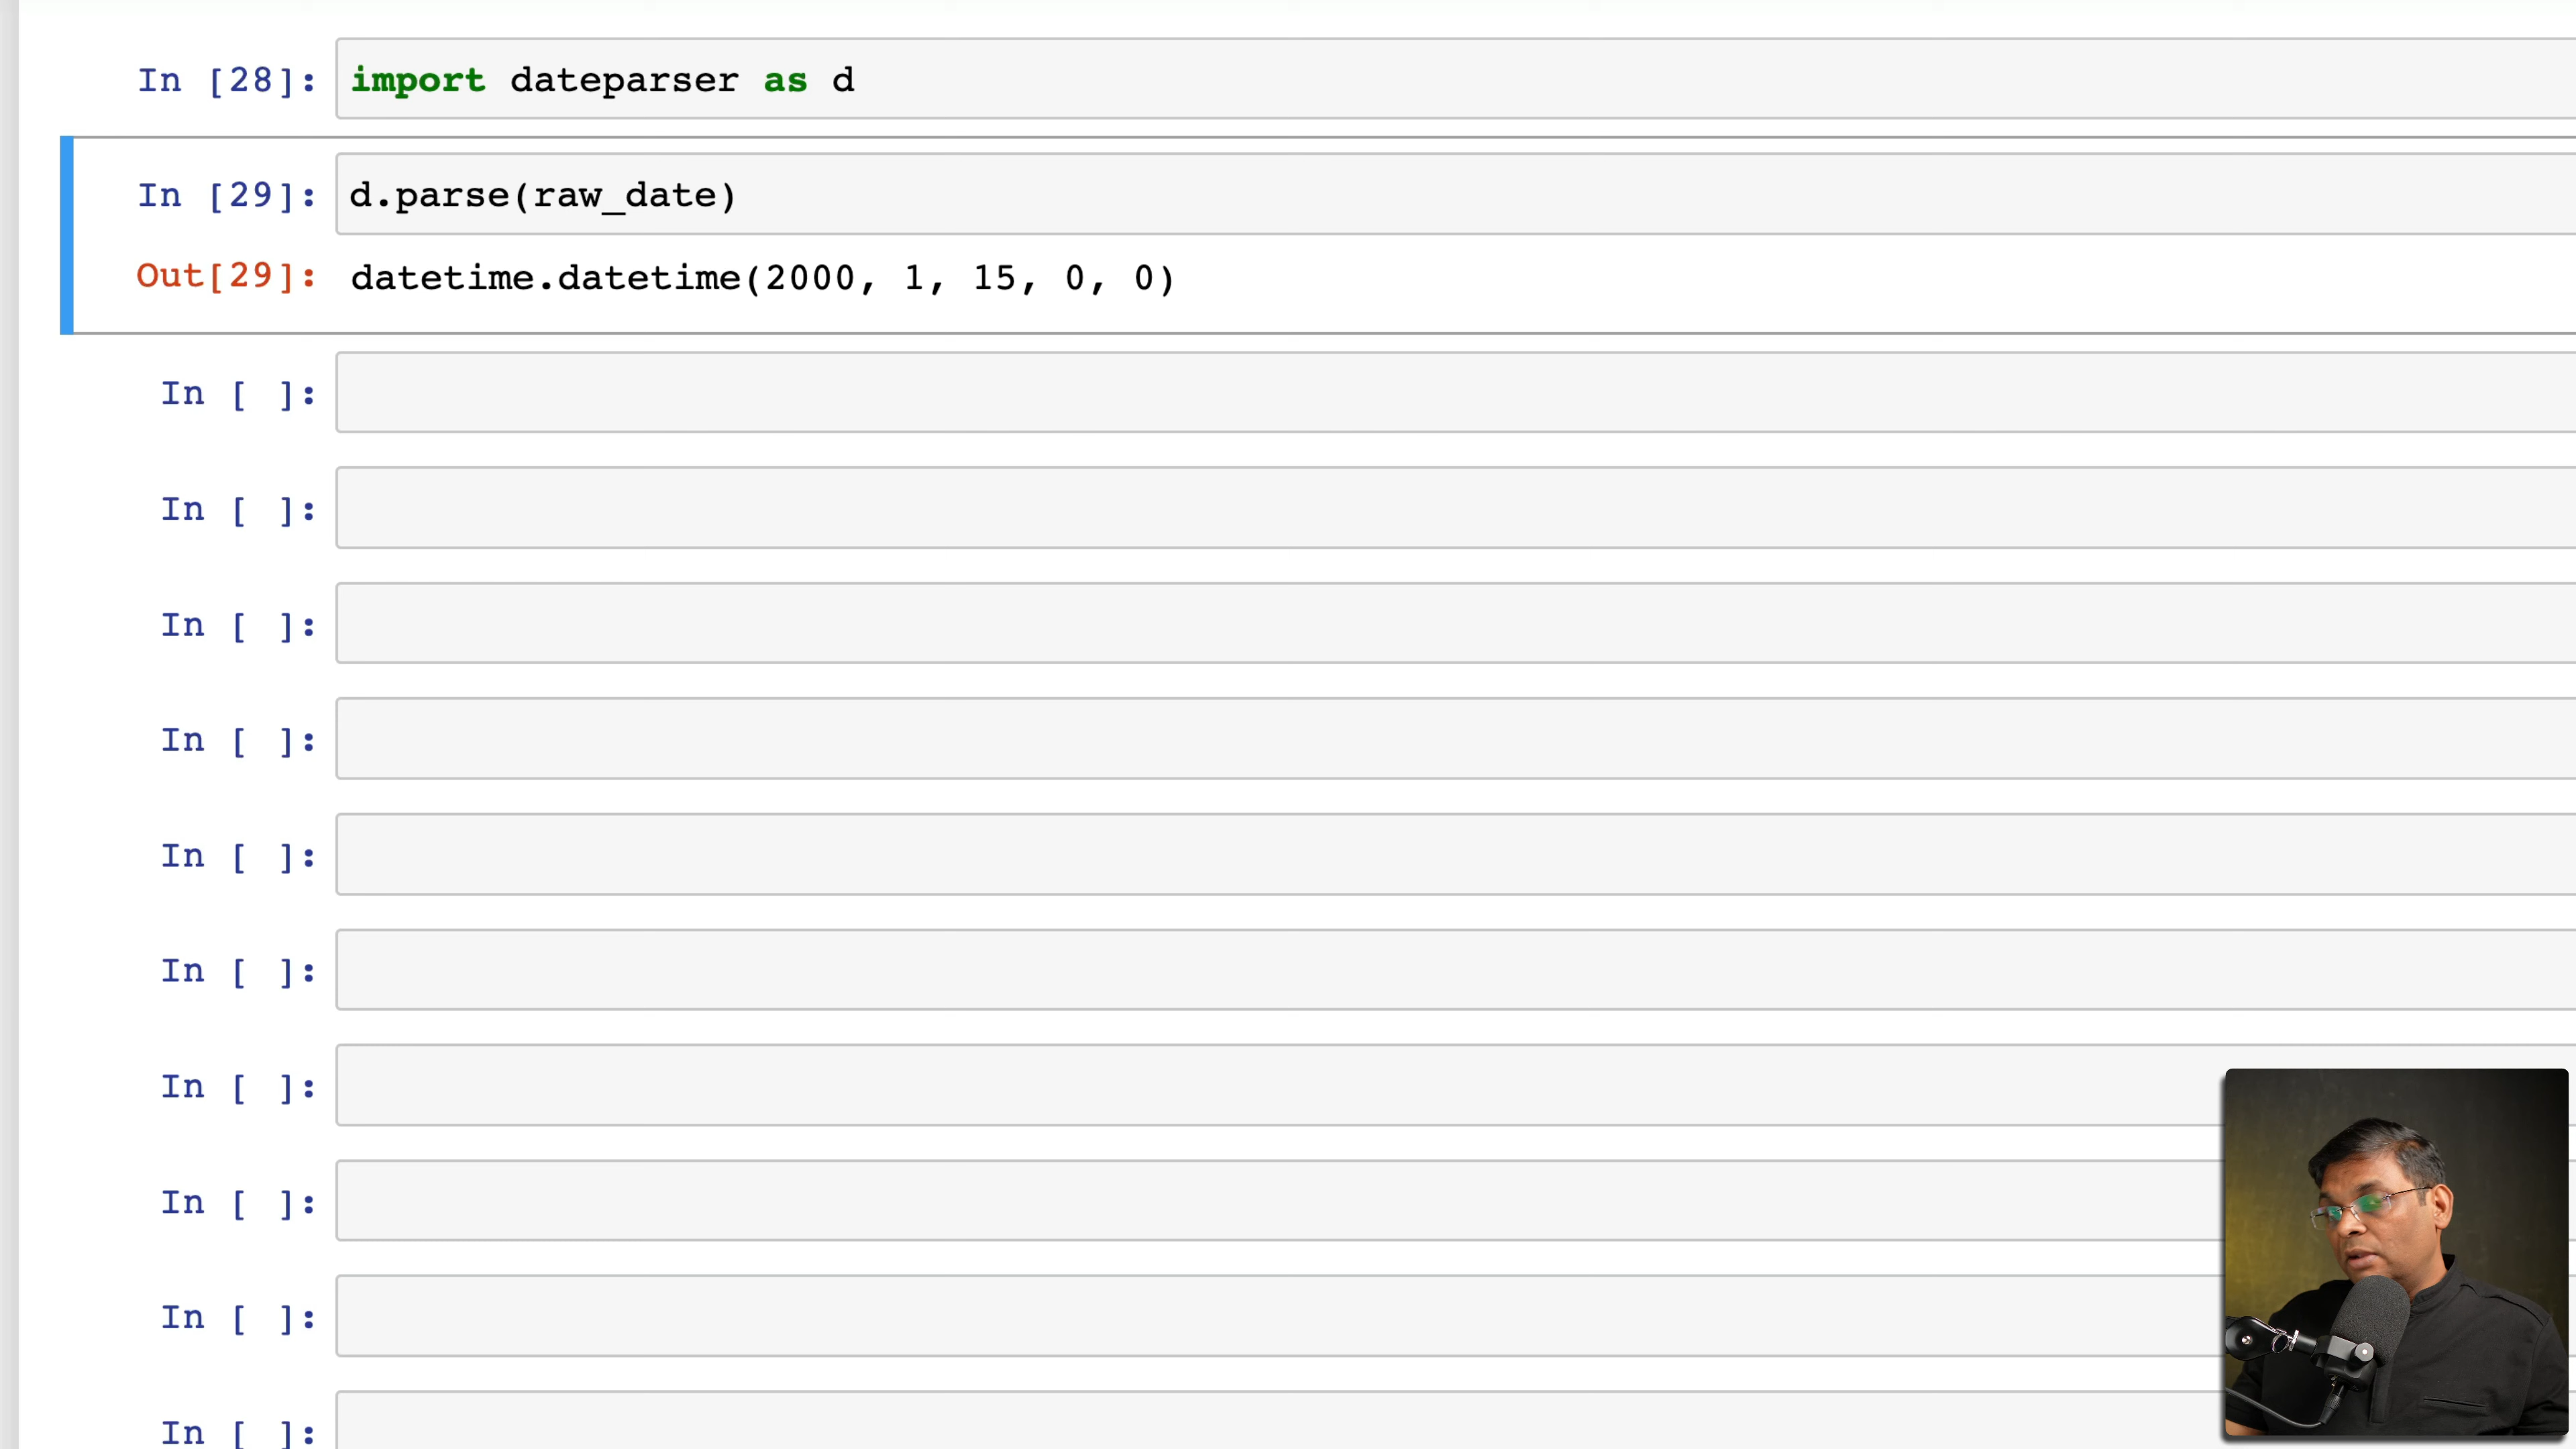 In [28]: import dateparser as d
In [29]: d.parse(raw_date)
Out[29]: datetime.datetime(2000, 1, 15, 0, 0)
In [ ]:
In [ ]:
In [ ]:
In [ ]:
In [ ]:
In [ ]:
In [ ]:
In [ ]:
In [ ]:
In [ ]: